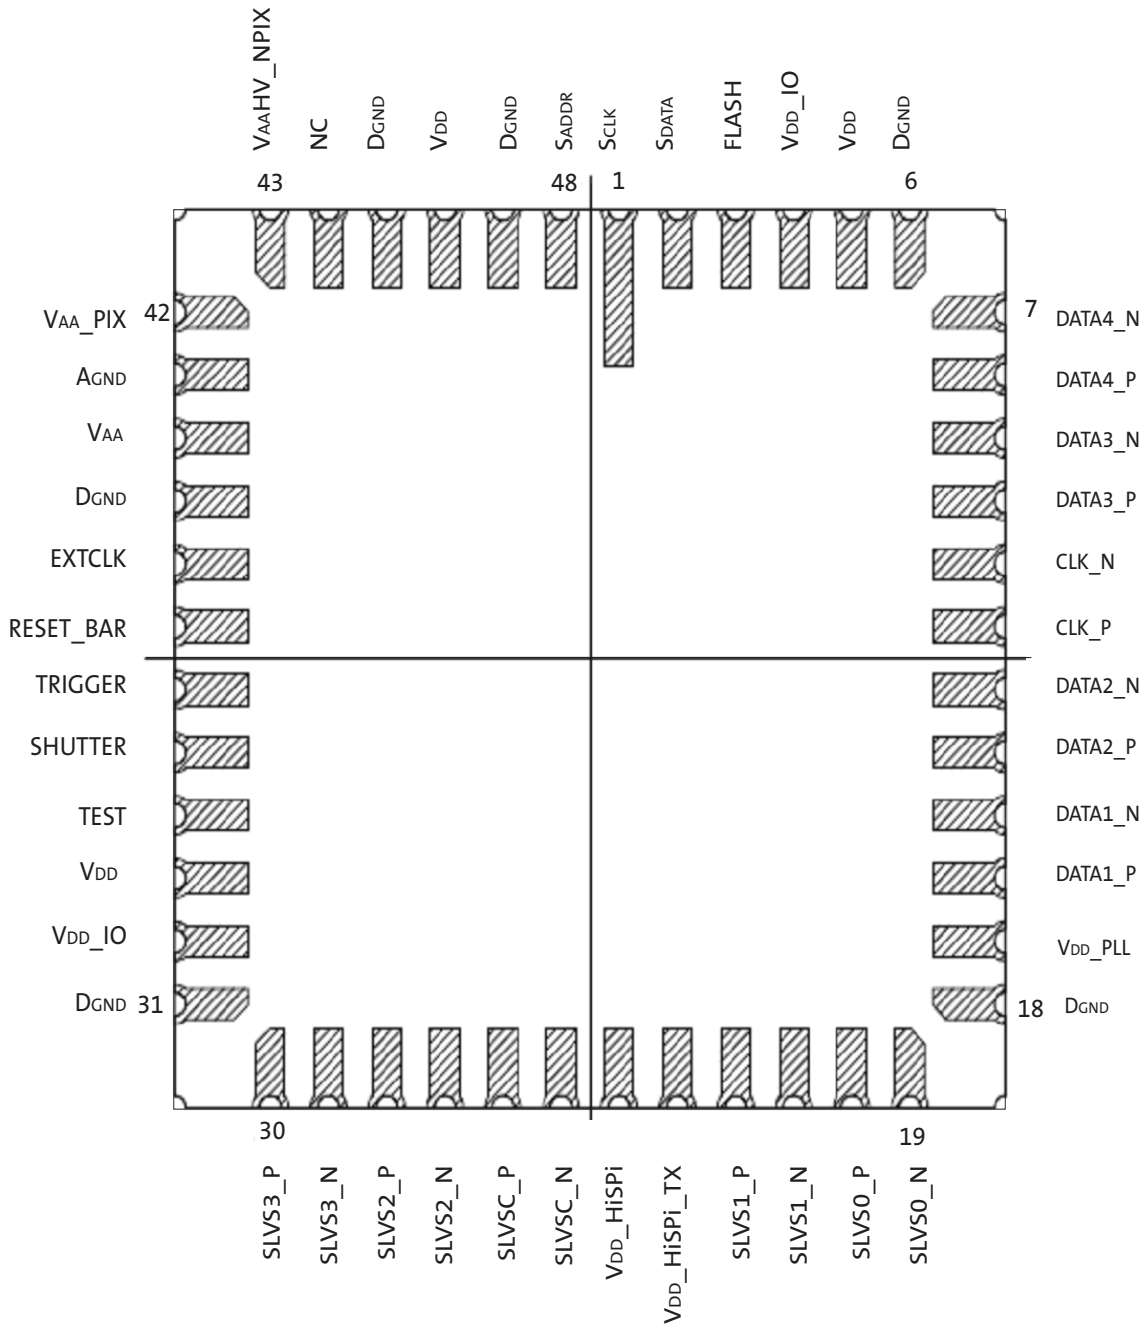 VAAHV_NPIX
NC
DGND
VDD
DGND
SADDR
SCLK
SDATA
FLASH
VDD_IO
VDD
DGND
43
48
1
6
42
VAA_PIX
AGND
VAA
DGND
EXTCLK
RESET_BAR
TRIGGER
SHUTTER
TEST
VDD
VDD_IO
DGND 31
7 DATA4_N
DATA4_P
DATA3_N
DATA3_P
CLK_N
CLK_P
DATA2_N
DATA2_P
DATA1_N
DATA1_P
VDD_PLL
18 DGND
30
19
SLVS3_P
SLVS3_N
SLVS2_P
SLVS2_N
SLVSC_P
SLVSC_N
VDD_HiSPi
VDD_HiSPi_TX
SLVS1_P
SLVS1_N
SLVS0_P
SLVS0_N